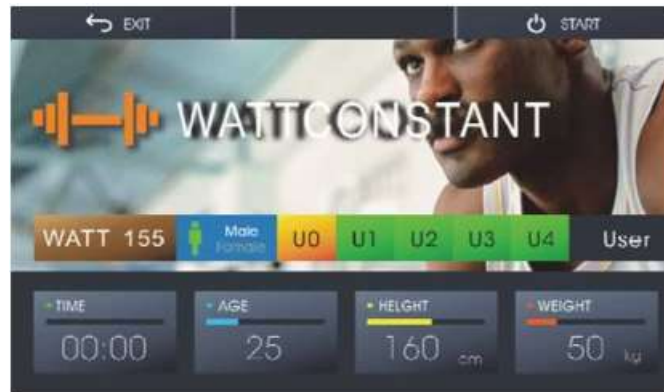 EXIT START
WATTCONSTANT
WATT 155 Male Female U0 U1 U2 U3 U4 User
TIME AGE HELGHT WEIGHT
00:00 25 160 cm 50 kg